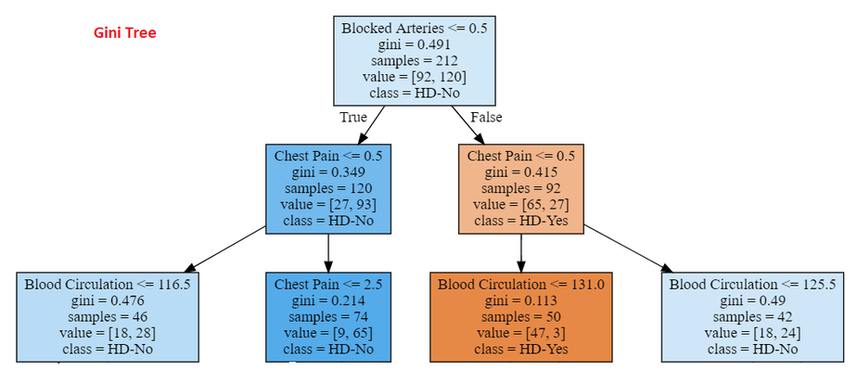 Gini Tree
Blocked Arteries <= 0.5
gini = 0.491
samples = 212
value = [92, 120]
class = HD-No
True
False
Chest Pain <= 0.5
gini = 0.349
samples = 120
value = [27, 93]
class = HD-No
Chest Pain <= 0.5
gini = 0.415
samples = 92
value = [65, 27]
class = HD-Yes
Blood Circulation <= 116.5
gini = 0.476
samples = 46
value = [18, 28]
class = HD-No
Chest Pain <= 2.5
gini = 0.214
samples = 74
value = [9, 65]
class = HD-No
Blood Circulation <= 131.0
gini = 0.113
samples = 50
value = [47, 3]
class = HD-Yes
Blood Circulation <= 125.5
gini = 0.49
samples = 42
value = [18, 24]
class = HD-No